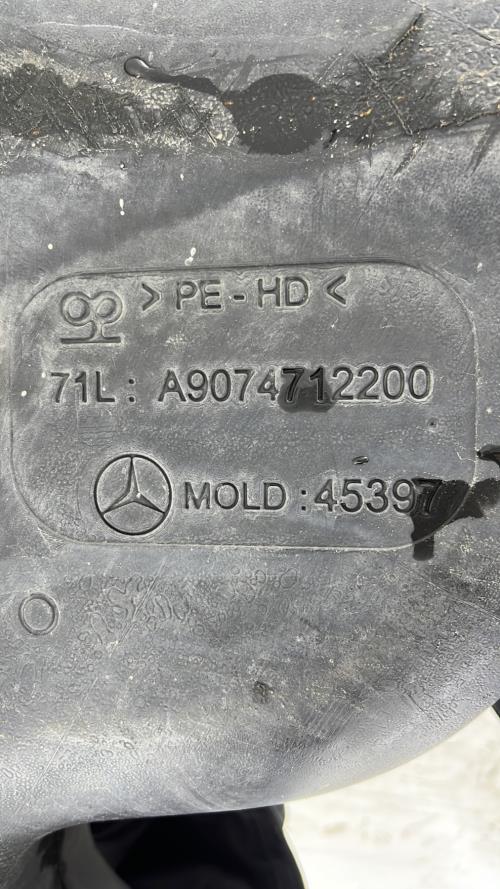 > PE - HD <
71L : A9074712200
MOLD : 45397